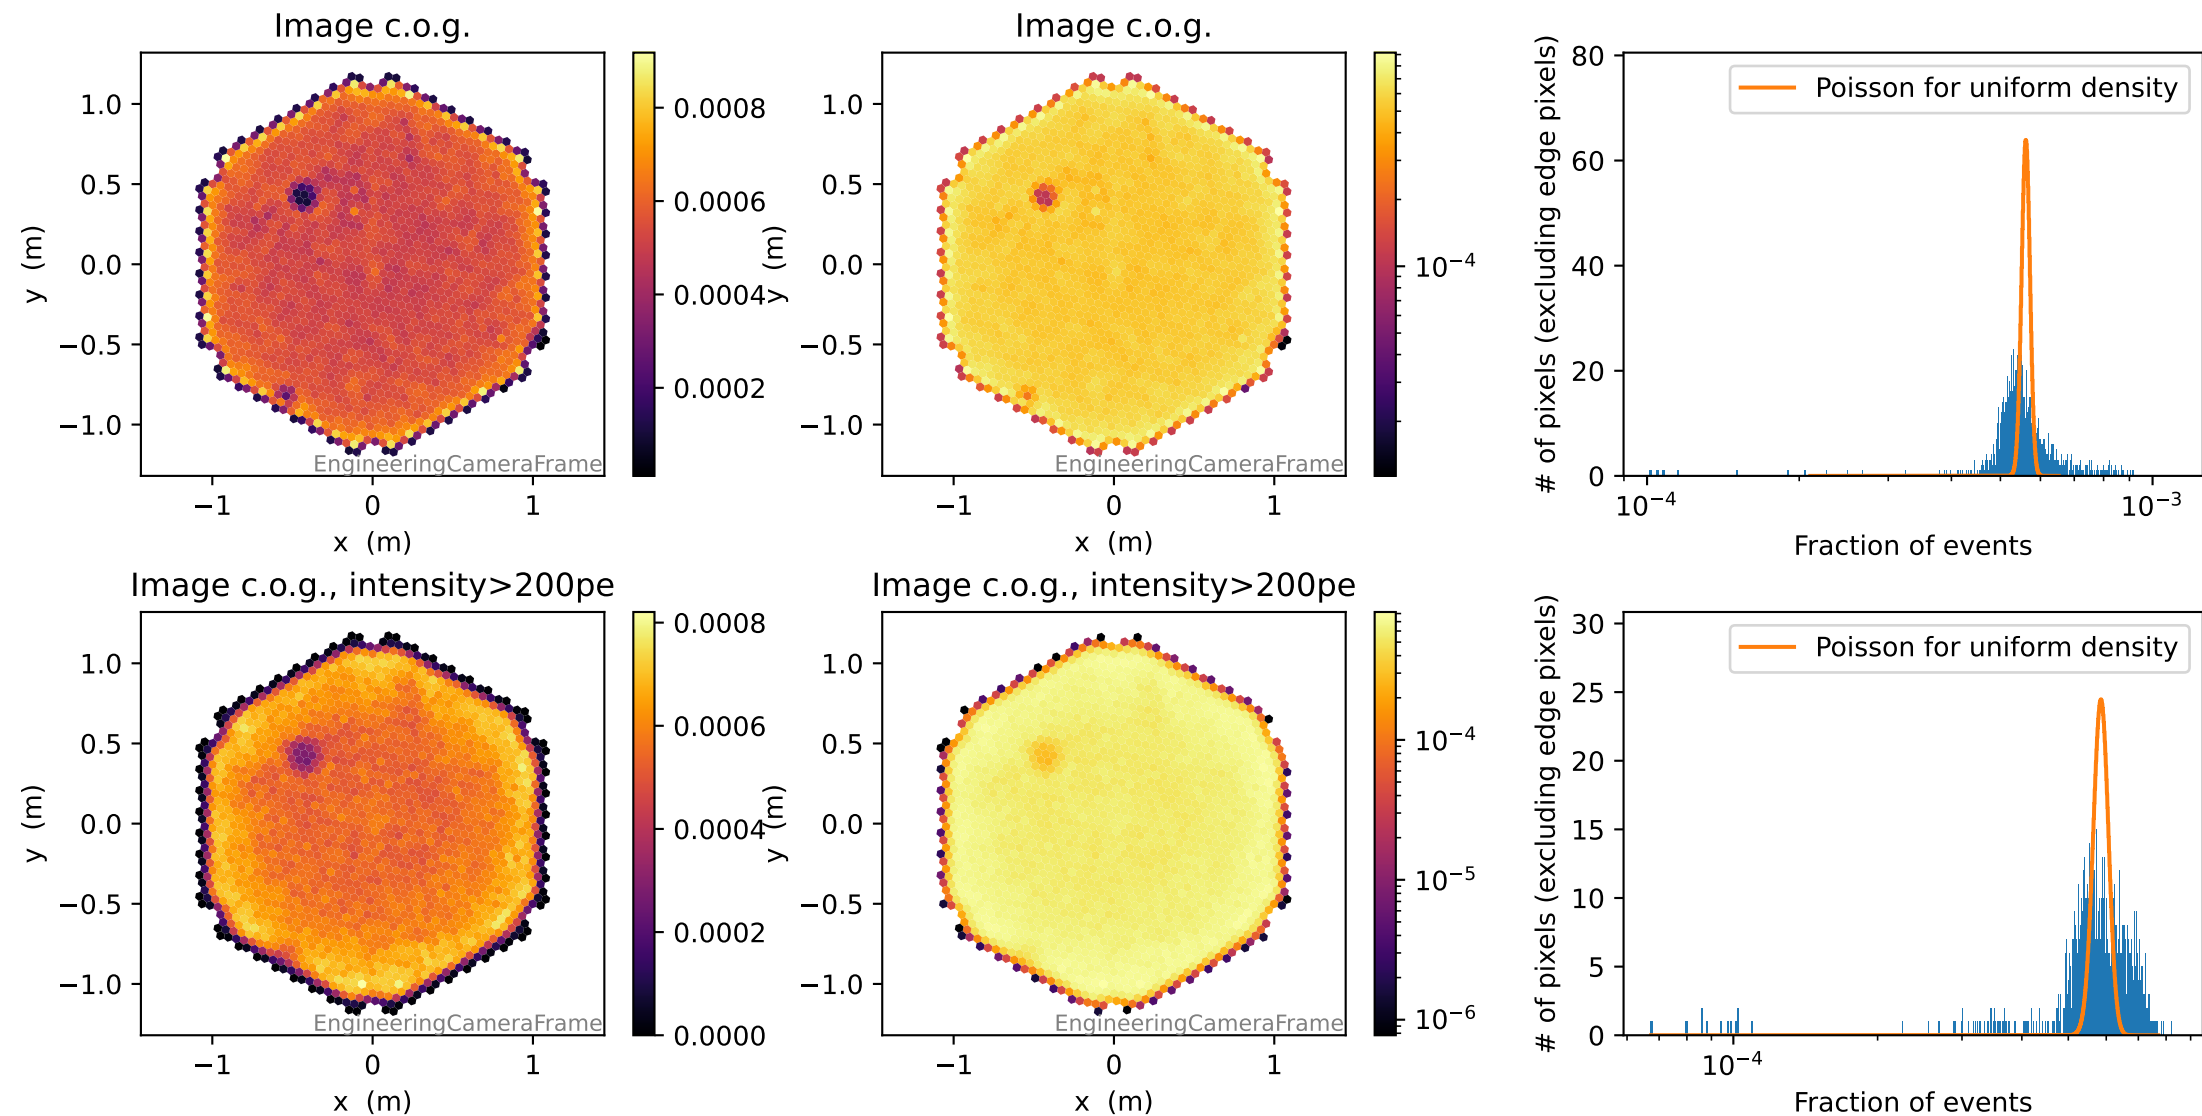 Image c.o.g.
1.0
0.5
0.0
−0.5
−1.0
y (m)
−1
0
1
x (m)
EngineeringCameraFrame
0.0008
0.0006
0.0004
0.0002
Image c.o.g.
1.0
0.5
0.0
−0.5
−1.0
y (m)
−1
0
1
x (m)
EngineeringCameraFrame
10⁻⁴
80
60
40
20
0
# of pixels (excluding edge pixels)
Poisson for uniform density
10⁻⁴
10⁻³
Fraction of events
Image c.o.g., intensity>200pe
1.0
0.5
0.0
−0.5
−1.0
y (m)
−1
0
1
x (m)
EngineeringCameraFrame
0.0008
0.0006
0.0004
0.0002
0.0000
Image c.o.g., intensity>200pe
1.0
0.5
0.0
−0.5
−1.0
y (m)
−1
0
1
x (m)
EngineeringCameraFrame
10⁻⁴
10⁻⁵
10⁻⁶
30
25
20
15
10
5
0
# of pixels (excluding edge pixels)
Poisson for uniform density
10⁻⁴
Fraction of events